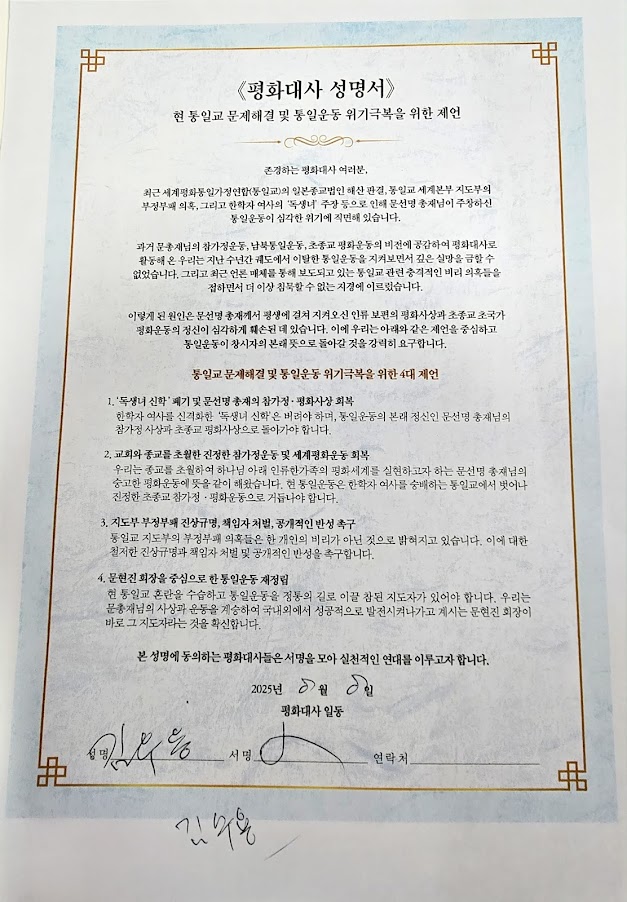 《평화대사 성명서》
현 통일교 문제해결 및 통일운동 위기극복을 위한 제언
존경하는 평화대사 여러분,
최근 세계평화통일가정연합(통일교)의 일본종교법인 해산 판결, 통일교 세계본부 지도부의
부정부패 의혹, 그리고 한학자 여사의 '독생녀' 주장 등으로 인해 문선명 총재님이 주창하신
통일운동이 심각한 위기에 직면해 있습니다.
과거 문총재님의 참가정운동, 남북통일운동, 초종교 평화운동의 비전에 공감하여 평화대사로
활동해 온 우리는 지난 수년간 궤도에서 이탈한 통일운동을 지켜보면서 깊은 실망을 금할 수
없었습니다. 그리고 최근 언론 매체를 통해 보도되고 있는 통일교 관련 충격적인 비리 의혹들을
접하면서 더 이상 침묵할 수 없는 지경에 이르렀습니다.
이렇게 된 원인은 문선명 총재께서 평생에 걸쳐 지켜오신 인류 보편의 평화사상과 초종교 초국가
평화운동의 정신이 심각하게 훼손된 데 있습니다. 이에 우리는 아래와 같은 제언을 중심하고
통일운동이 창시자의 본래 뜻으로 돌아갈 것을 강력히 요구합니다.
통일교 문제해결 및 통일운동 위기극복을 위한 4대 제언
1. '독생녀 신학' 폐기 및 문선명 총재의 참가정·평화사상 회복
한학자 여사를 신격화한 '독생녀 신학'은 버려야 하며, 통일운동의 본래 정신인 문선명 총재님의
참가정 사상과 초종교 평화사상으로 돌아가야 합니다.
2. 교회와 종교를 초월한 진정한 참가정운동 및 세계평화운동 회복
우리는 종교를 초월하여 하나님 아래 인류한가족의 평화세계를 실현하고자 하는 문선명 총재님의
숭고한 평화운동에 뜻을 같이 해왔습니다. 현 통일운동은 한학자 여사를 숭배하는 통일교에서 벗어나
진정한 초종교 참가정·평화운동으로 거듭나야 합니다.
3. 지도부 부정부패 진상규명, 책임자 처벌, 공개적인 반성 촉구
통일교 지도부의 부정부패 의혹들은 한 개인의 비리가 아닌 것으로 밝혀지고 있습니다. 이에 대한
철저한 진상규명과 책임자 처벌 및 공개적인 반성을 촉구합니다.
4. 문현진 회장을 중심으로 한 통일운동 재정립
현 통일교 혼란을 수습하고 통일운동을 정통의 길로 이끌 참된 지도자가 있어야 합니다. 우리는
문총재님의 사상과 운동을 계승하여 국내외에서 성공적으로 발전시켜나가고 계시는 문현진 회장이
바로 그 지도자라는 것을 확신합니다.
본 성명에 동의하는 평화대사들은 서명을 모아 실천적인 연대를 이루고자 합니다.
2025년 월 일
평화대사 일동
성명 서명 연락처